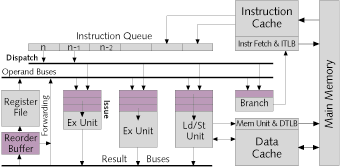 Instruction Queue
n n-1 n-2
Instruction Cache
Instr Fetch & ITLB
Dispatch
Operand Buses
Register File
Forwarding
Reorder Buffer
Issue
Ex Unit
Ex Unit
Ld/St Unit
Branch
Mem Unit & DTLB
Data Cache
Main Memory
Result Buses